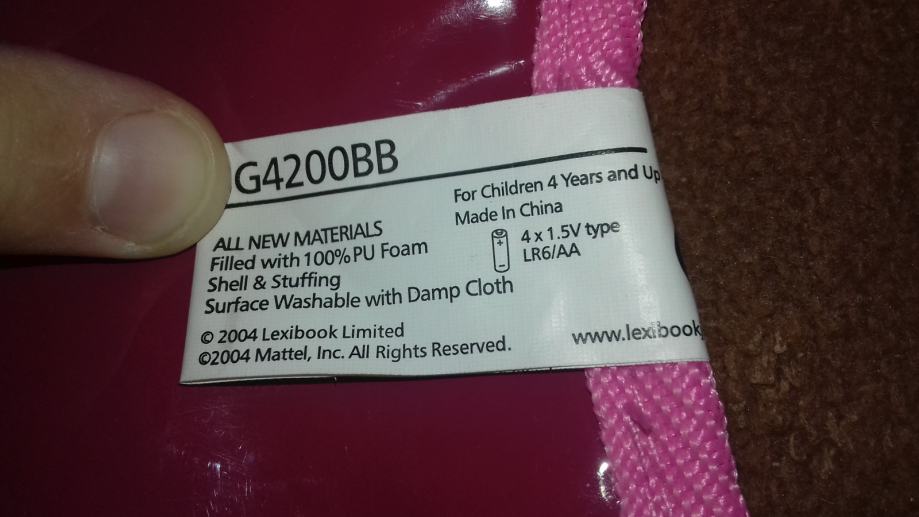 G4200BB
For Children 4 Years and Up
Made In China
4 x 1.5V type
LR6/AA
ALL NEW MATERIALS
Filled with 100% PU Foam
Shell & Stuffing
Surface Washable with Damp Cloth
© 2004 Lexibook Limited
©2004 Mattel, Inc. All Rights Reserved.
www.lexibook